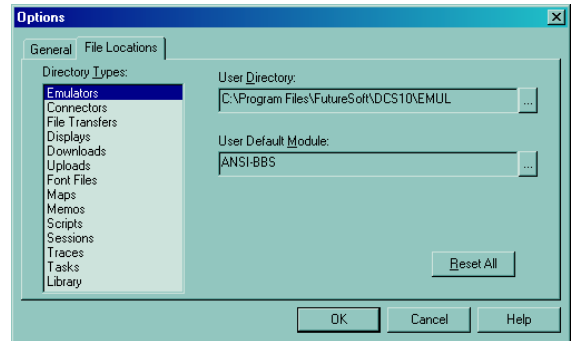 Options
General
File Locations
Directory Types:
Emulators
Connectors
File Transfers
Displays
Downloads
Uploads
Font Files
Maps
Memos
Scripts
Sessions
Traces
Tasks
Library
User Directory:
C:\Program Files\FutureSoft\DCS10\EMUL
...
User Default Module:
ANSI-BBS
...
Reset All
OK
Cancel
Help